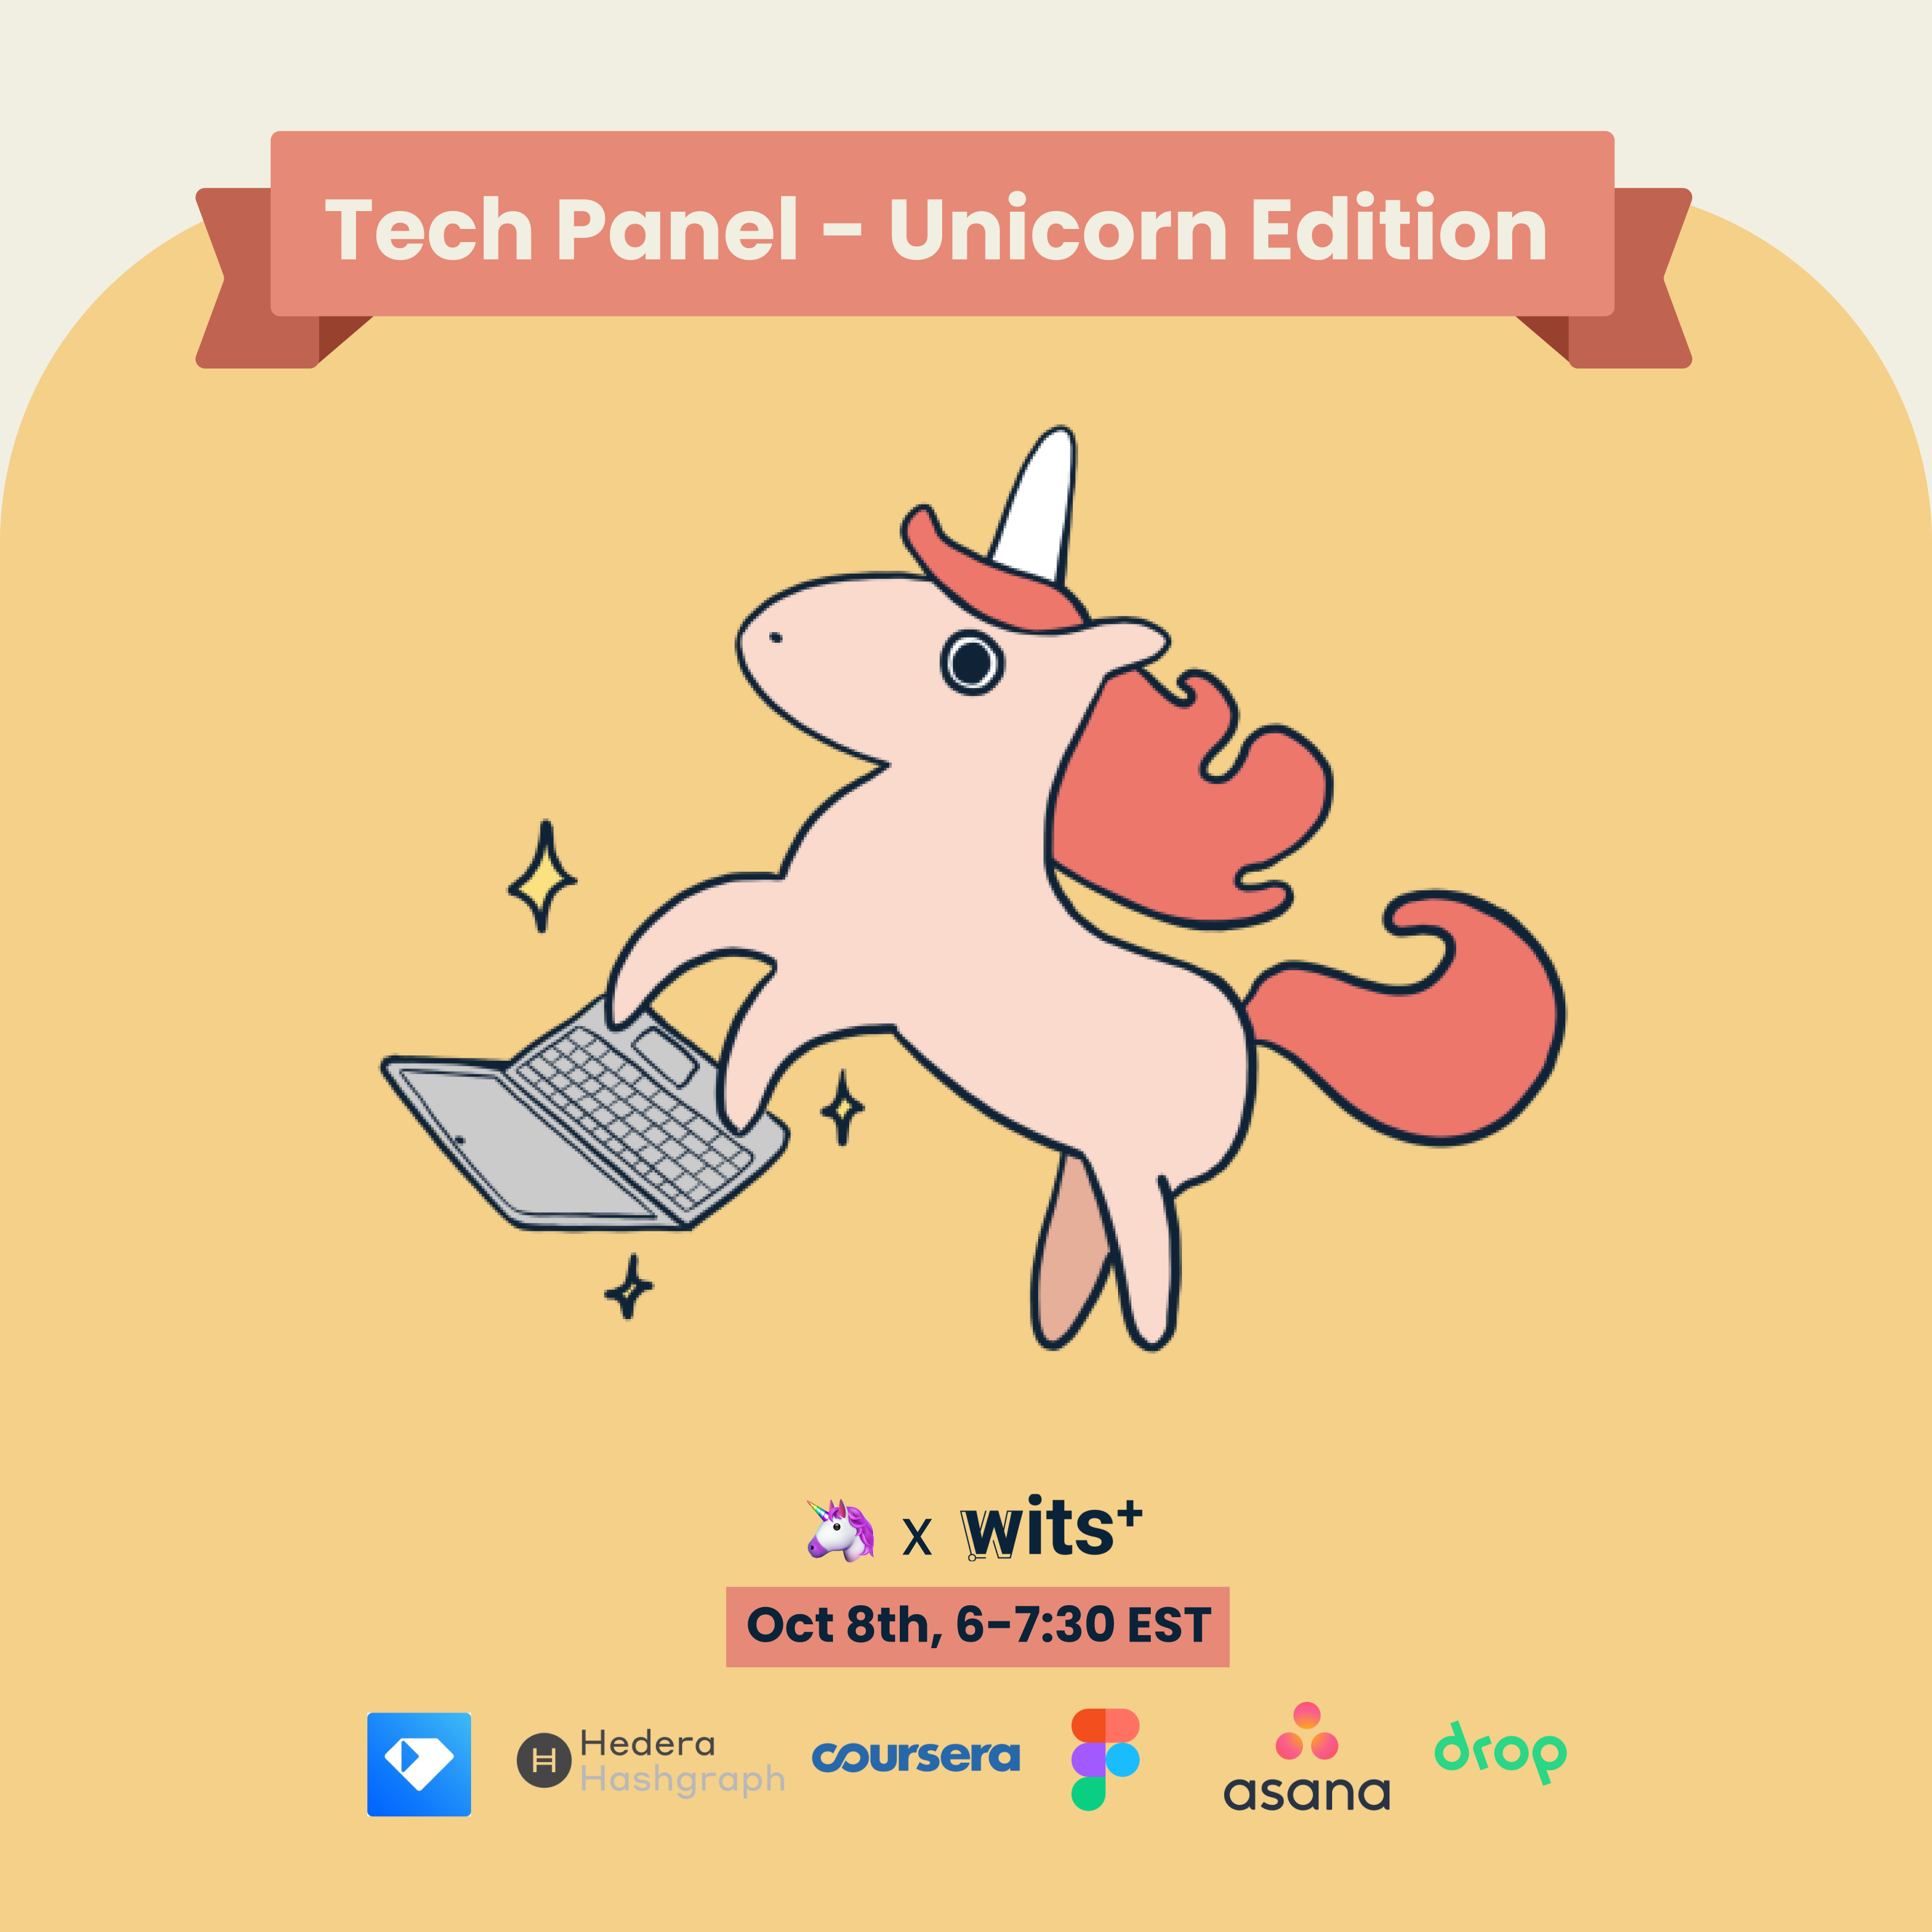 Tech Panel – Unicorn Edition
x wits+
Oct 8th, 6-7:30 EST
H Hedera
Hashgraph
coursera
asana
drop